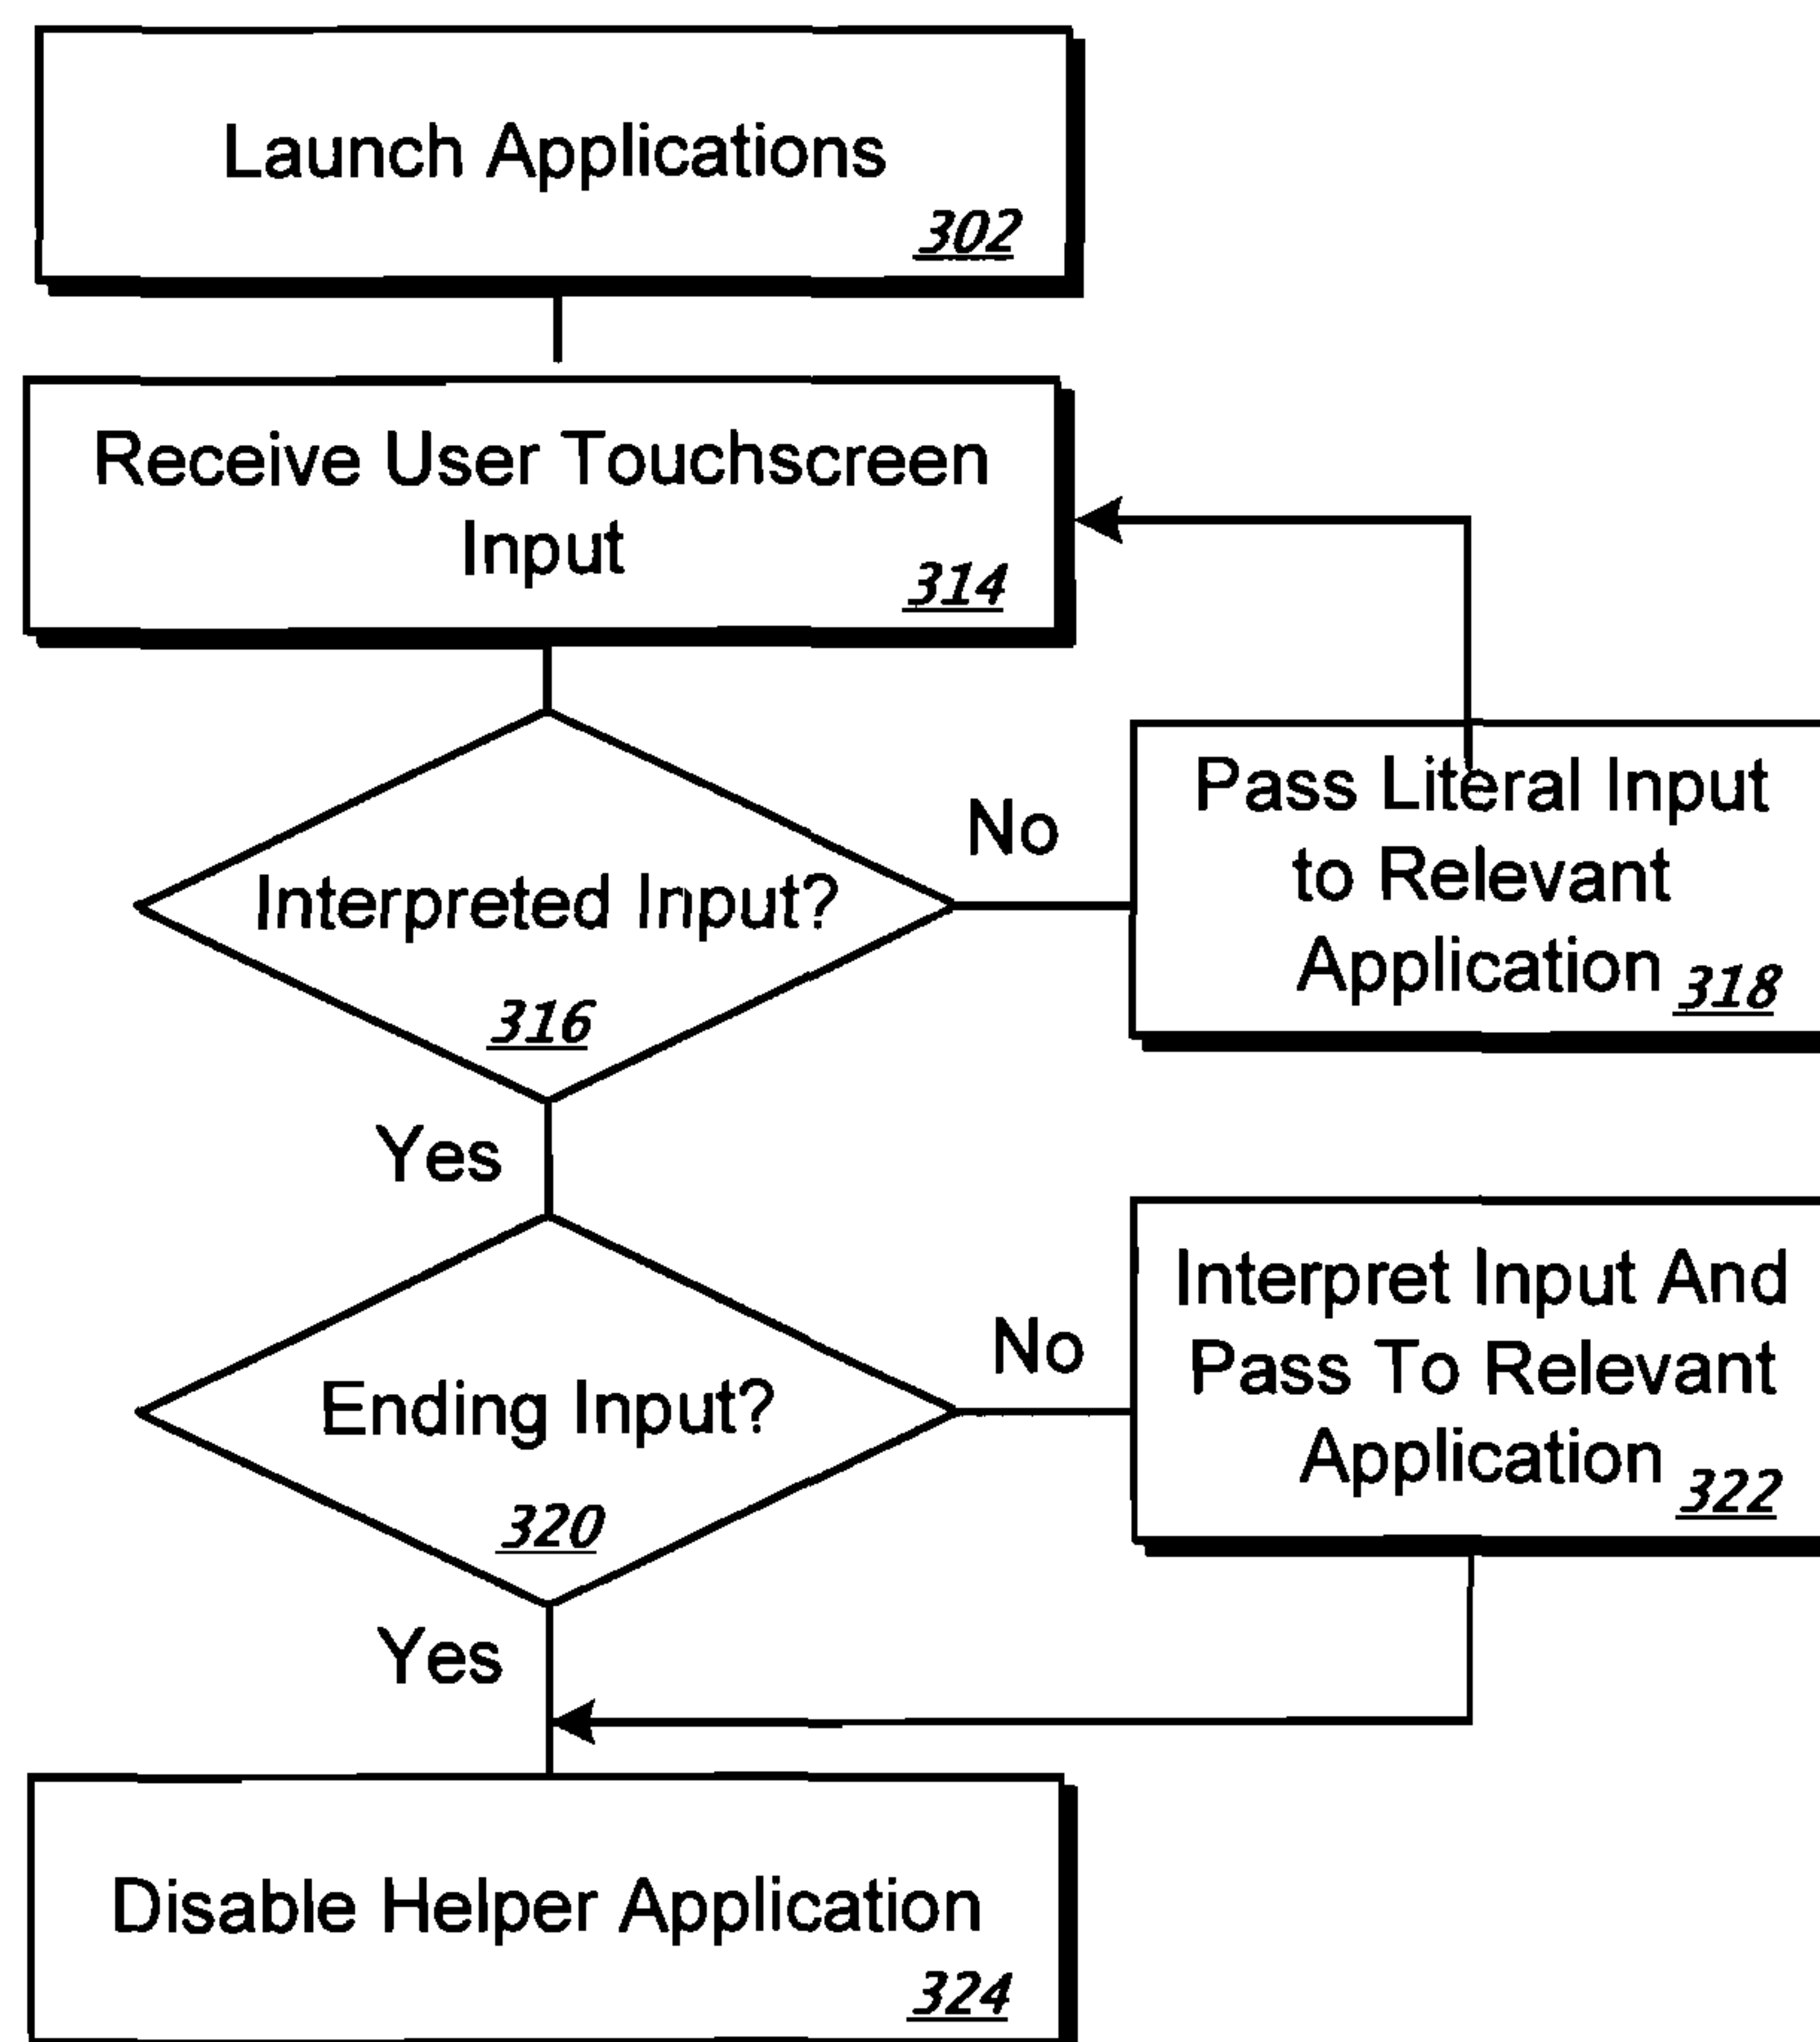 Launch Applications
302
Receive User Touchscreen
Input
314
Interpreted Input?
316
No
Pass Literal Input
to Relevant
Application
318
Yes
Ending Input?
320
No
Interpret Input And
Pass To Relevant
Application
322
Yes
Disable Helper Application
324